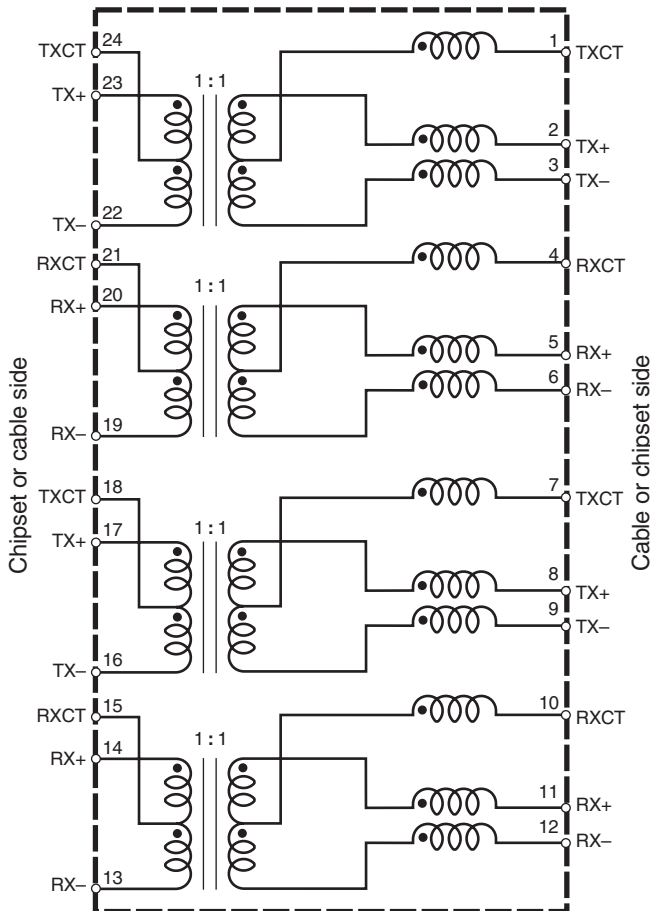 24
TXCT
1
TXCT
23
TX+
1:1
2
TX+
3
TX–
22
TX–
21
RXCT
4
RXCT
20
RX+
1:1
5
RX+
6
RX–
19
RX–
Chipset or cable side
Cable or chipset side
18
TXCT
7
TXCT
17
TX+
1:1
8
TX+
9
TX–
16
TX–
15
RXCT
10
RXCT
14
RX+
1:1
11
RX+
12
RX–
13
RX–